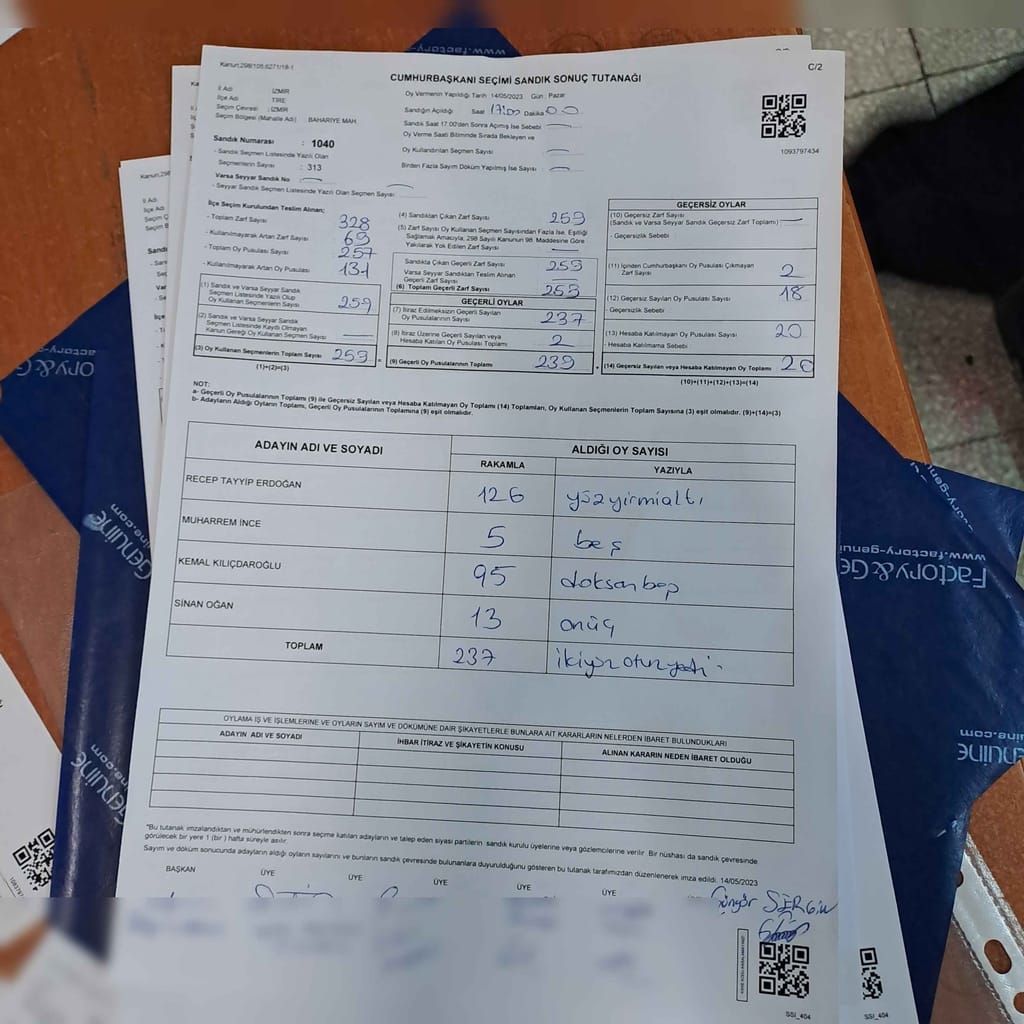 Kanun:298/105:6271/18-1
C/2
CUMHURBAŞKANI SEÇİMİ SANDIK SONUÇ TUTANAĞI
İl Adı : İZMİR
İlçe Adı : TİRE
Seçim Çevresi : İZMİR
Seçim Bölgesi (Mahalle Adı) : BAHARİYE MAH.
Oy Vermenin Yapıldığı Tarih : 14/05/2023 Gün : Pazar
Sandığın Açıldığı Saat 17:00 Dakika 00
Sandık Saat 17:00'den Sonra Açılmış İse Sebebi
Oy Verme Saati Bitiminde Sırada Bekleyen ve
Oy Kullandırılan Seçmen Sayısı
Birden Fazla Sayım Döküm Yapılmış İse Sayısı
1093797434
Sandık Numarası : 1040
- Sandık Seçmen Listesinde Yazılı Olan
Seçmenlerin Sayısı : 313
Varsa Seyyar Sandık No
- Seyyar Sandık Seçmen Listesinde Yazılı Olan Seçmen Sayısı
İlçe Seçim Kurulundan Teslim Alınan;
- Toplam Zarf Sayısı 328
- Kullanılmayarak Artan Zarf Sayısı 69
- Toplam Oy Pusulası Sayısı
- Kullanılmayarak Artan Oy Pusulası 131
(1) Sandık ve Varsa Seyyar Sandık
Seçmen Listesinde Yazılı Olup
Oy Kullanan Seçmenlerin Sayısı 259
(2) Sandık ve Varsa Seyyar Sandık
Seçmen Listesinde Kayıtlı Olmayan
Kanun Gereği Oy Kullanan Seçmen Sayısı
(3) Oy Kullanan Seçmenlerin Toplam Sayısı 259
(1)+(2)=(3)
(4) Sandıktan Çıkan Zarf Sayısı 259
(5) Zarf Sayısı Oy Kullanan Seçmen Sayısından Fazla İse, Eşitliği
Sağlamak Amacıyla, 298 Sayılı Kanunun 98. Maddesine Göre
Yakılarak Yok Edilen Zarf Sayısı
Sandıkta Çıkan Geçerli Zarf Sayısı 259
Varsa Seyyar Sandıktan Teslim Alınan
Geçerli Zarf Sayısı
(6) Toplam Geçerli Zarf Sayısı 259
GEÇERLİ OYLAR
(7) İtiraz Edilmeksizin Geçerli Sayılan
Oy Pusulalarının Sayısı 237
(8) İtiraz Üzerine Geçerli Sayılan veya
Hesaba Katılan Oy Pusulası Toplamı 2
(9) Geçerli Oy Pusulalarının Toplamı 239
GEÇERSİZ OYLAR
(10) Geçersiz Zarf Sayısı
(Sandık ve Varsa Seyyar Sandık Geçersiz Zarf Toplamı)
- Geçersizlik Sebebi
(11) İçinden Cumhurbaşkanı Oy Pusulası Çıkmayan
Zarf Sayısı 2
(12) Geçersiz Sayılan Oy Pusulası Sayısı 18
- Geçersizlik Sebebi
(13) Hesaba Katılmayan Oy Pusulası Sayısı 20
- Hesaba Katılmama Sebebi
(14) Geçersiz Sayılan veya Hesaba Katılmayan Oy Toplamı
(10)+(11)+(12)+(13)=(14)
NOT:
a- Geçerli Oy Pusulalarının Toplamı (9) ile Geçersiz Sayılan veya Hesaba Katılmayan Oy Toplamı (14) Toplamları, Oy Kullanan Seçmenlerin Toplam Sayısına (3) eşit olmalıdır. (9)+(14)=(3)
b- Adayların Aldığı Oyların Toplamı, Geçerli Oy Pusulalarının Toplamına (9) eşit olmalıdır.
ADAYIN ADI VE SOYADI
ALDIĞI OY SAYISI
RAKAMLA YAZIYLA
RECEP TAYYİP ERDOĞAN 126 yüzyirmialtı
MUHARREM İNCE 5 beş
KEMAL KILIÇDAROĞLU 95 doksanbeş
SİNAN OĞAN 13 onüç
TOPLAM 237 ikiyüzotuzyedi
OYLAMA İŞ VE İŞLEMLERİNE VE OYLARIN SAYIM VE DÖKÜMÜNE DAİR ŞİKAYETLERLE BUNLARA AİT KARARLARIN NELERDEN İBARET BULUNDUKLARI
ADAYIN ADI VE SOYADI İHBAR İTİRAZ VE ŞİKAYETİN KONUSU ALINAN KARARIN NEDEN İBARET OLDUĞU
*Bu tutanak imzalandıktan ve mühürlendikten sonra seçime katılan adayların ve talep eden siyasi partilerin sandık kurulu üyelerine veya gözlemcilerine verilir. Bir nüshası da sandık çevresinde
görülecek bir yere 1 (bir) hafta süreyle asılır.
Sayım ve döküm sonucunda adayların aldığı oyların sayılarını ve bunların sandık çevresinde bulunanlara duyurulduğunu gösteren bu tutanak tarafımızdan düzenlenerek imza edildi. 14/05/2023
BAŞKAN ÜYE ÜYE ÜYE ÜYE ÜYE
Güngör SERGİN
SSI_404
SSI_404
Genuine
Factory&Ge
www.factory-genui